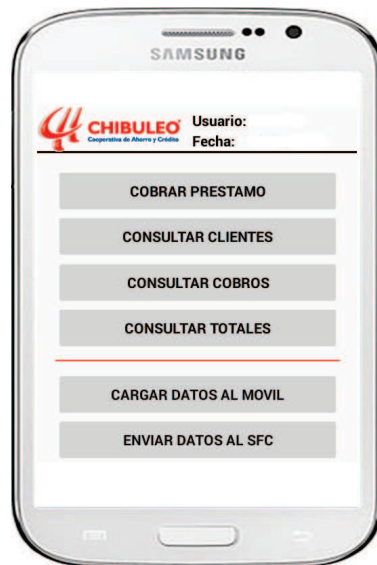 SAMSUNG
CHIBULEO
Cooperativa de Ahorro y Crédito
Usuario:
Fecha:
COBRAR PRESTAMO
CONSULTAR CLIENTES
CONSULTAR COBROS
CONSULTAR TOTALES
CARGAR DATOS AL MOVIL
ENVIAR DATOS AL SFC